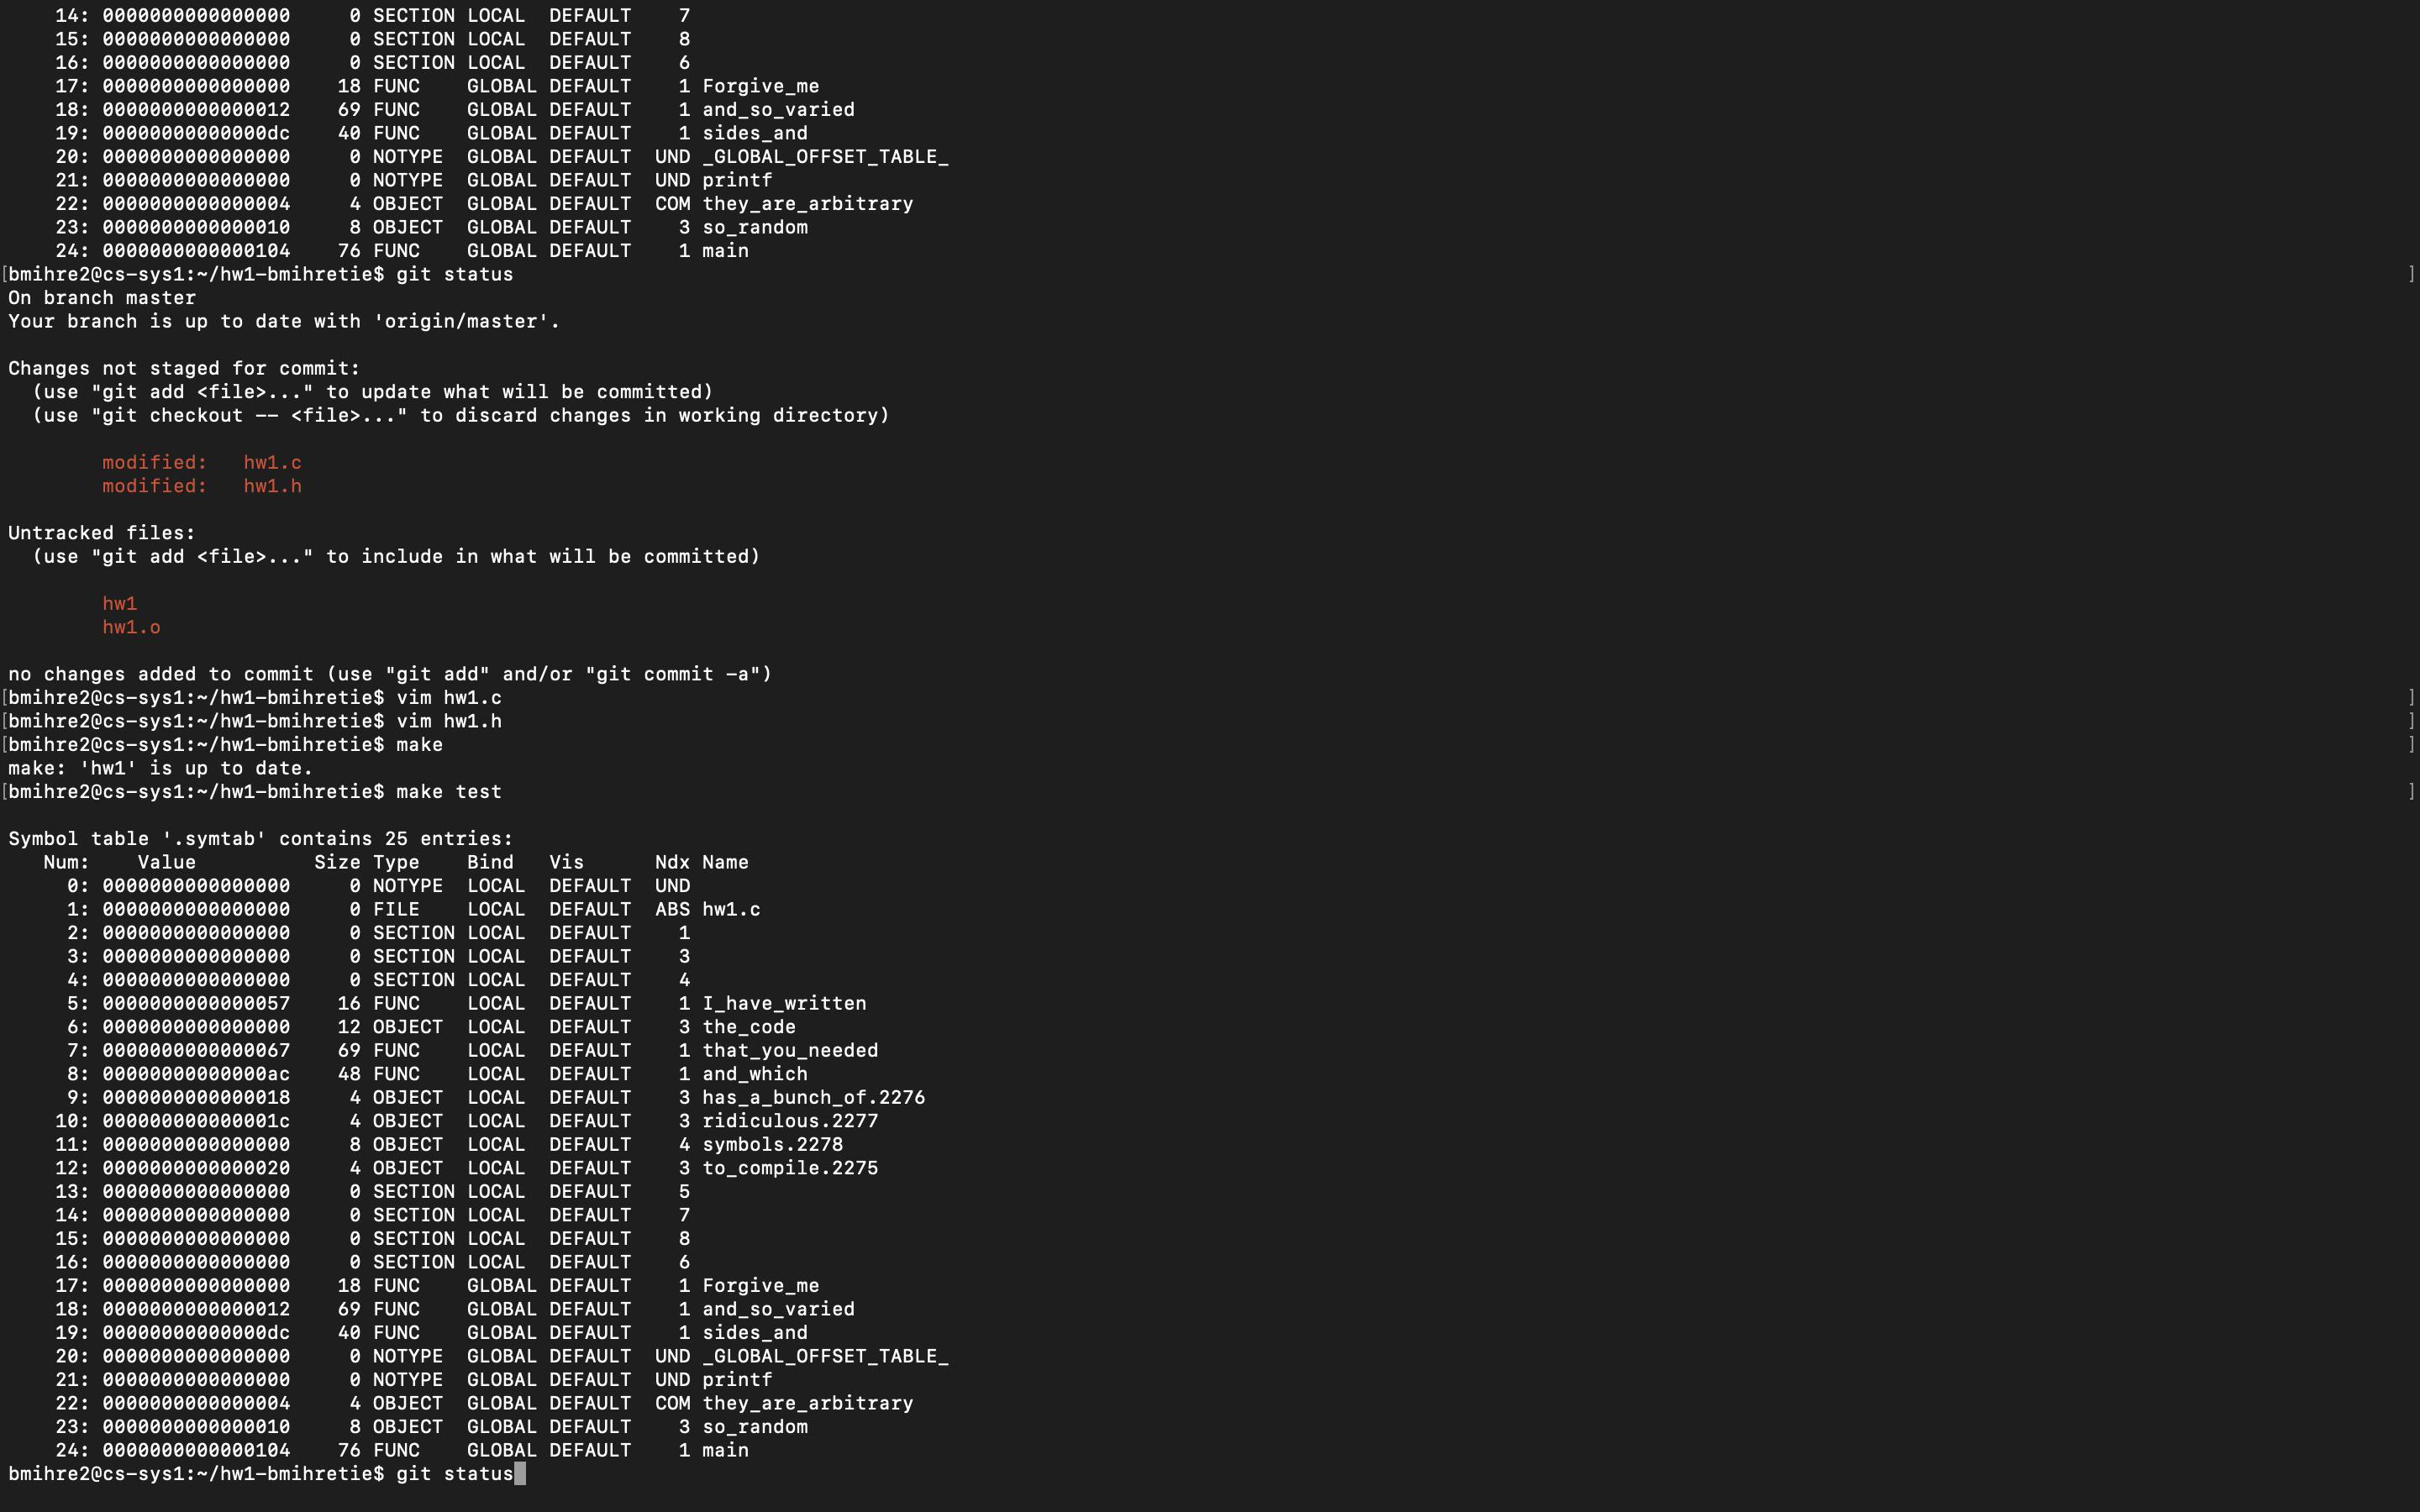 14: 0000000000000000     0 SECTION LOCAL  DEFAULT    7
    15: 0000000000000000     0 SECTION LOCAL  DEFAULT    8
    16: 0000000000000000     0 SECTION LOCAL  DEFAULT    6
    17: 0000000000000000    18 FUNC    GLOBAL DEFAULT    1 Forgive_me
    18: 0000000000000012    69 FUNC    GLOBAL DEFAULT    1 and_so_varied
    19: 00000000000000dc    40 FUNC    GLOBAL DEFAULT    1 sides_and
    20: 0000000000000000     0 NOTYPE  GLOBAL DEFAULT  UND _GLOBAL_OFFSET_TABLE_
    21: 0000000000000000     0 NOTYPE  GLOBAL DEFAULT  UND printf
    22: 0000000000000004     4 OBJECT  GLOBAL DEFAULT  COM they_are_arbitrary
    23: 0000000000000010     8 OBJECT  GLOBAL DEFAULT    3 so_random
    24: 0000000000000104    76 FUNC    GLOBAL DEFAULT    1 main
[bmihre2@cs-sys1:~/hw1-bmihretie$ git status ]
On branch master
Your branch is up to date with 'origin/master'.
Changes not staged for commit:
  (use "git add <file>..." to update what will be committed)
  (use "git checkout -- <file>..." to discard changes in working directory)
        modified:   hw1.c
        modified:   hw1.h
Untracked files:
  (use "git add <file>..." to include in what will be committed)
        hw1
        hw1.o
no changes added to commit (use "git add" and/or "git commit -a")
[bmihre2@cs-sys1:~/hw1-bmihretie$ vim hw1.c ]
[bmihre2@cs-sys1:~/hw1-bmihretie$ vim hw1.h ]
[bmihre2@cs-sys1:~/hw1-bmihretie$ make ]
make: 'hw1' is up to date.
[bmihre2@cs-sys1:~/hw1-bmihretie$ make test ]
Symbol table '.symtab' contains 25 entries:
   Num:    Value          Size Type    Bind   Vis      Ndx Name
     0: 0000000000000000     0 NOTYPE  LOCAL  DEFAULT  UND
     1: 0000000000000000     0 FILE    LOCAL  DEFAULT  ABS hw1.c
     2: 0000000000000000     0 SECTION LOCAL  DEFAULT    1
     3: 0000000000000000     0 SECTION LOCAL  DEFAULT    3
     4: 0000000000000000     0 SECTION LOCAL  DEFAULT    4
     5: 0000000000000057    16 FUNC    LOCAL  DEFAULT    1 I_have_written
     6: 0000000000000000    12 OBJECT  LOCAL  DEFAULT    3 the_code
     7: 0000000000000067    69 FUNC    LOCAL  DEFAULT    1 that_you_needed
     8: 00000000000000ac    48 FUNC    LOCAL  DEFAULT    1 and_which
     9: 0000000000000018     4 OBJECT  LOCAL  DEFAULT    3 has_a_bunch_of.2276
    10: 000000000000001c     4 OBJECT  LOCAL  DEFAULT    3 ridiculous.2277
    11: 0000000000000000     8 OBJECT  LOCAL  DEFAULT    4 symbols.2278
    12: 0000000000000020     4 OBJECT  LOCAL  DEFAULT    3 to_compile.2275
    13: 0000000000000000     0 SECTION LOCAL  DEFAULT    5
    14: 0000000000000000     0 SECTION LOCAL  DEFAULT    7
    15: 0000000000000000     0 SECTION LOCAL  DEFAULT    8
    16: 0000000000000000     0 SECTION LOCAL  DEFAULT    6
    17: 0000000000000000    18 FUNC    GLOBAL DEFAULT    1 Forgive_me
    18: 0000000000000012    69 FUNC    GLOBAL DEFAULT    1 and_so_varied
    19: 00000000000000dc    40 FUNC    GLOBAL DEFAULT    1 sides_and
    20: 0000000000000000     0 NOTYPE  GLOBAL DEFAULT  UND _GLOBAL_OFFSET_TABLE_
    21: 0000000000000000     0 NOTYPE  GLOBAL DEFAULT  UND printf
    22: 0000000000000004     4 OBJECT  GLOBAL DEFAULT  COM they_are_arbitrary
    23: 0000000000000010     8 OBJECT  GLOBAL DEFAULT    3 so_random
    24: 0000000000000104    76 FUNC    GLOBAL DEFAULT    1 main
bmihre2@cs-sys1:~/hw1-bmihretie$ git status